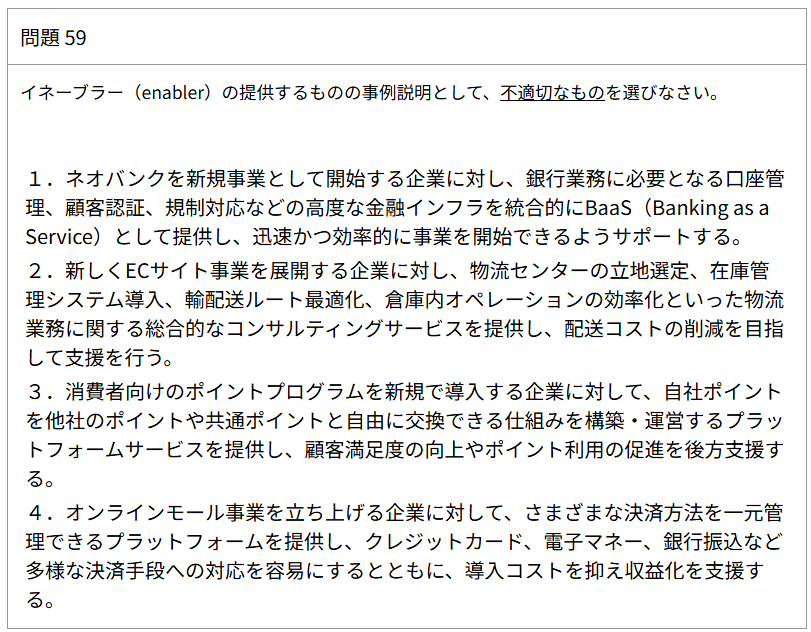 問題 59
イネーブラー（enabler）の提供するものの事例説明として、不適切なものを選びなさい。
１．ネオバンクを新規事業として開始する企業に対し、銀行業務に必要となる口座管
理、顧客認証、規制対応などの高度な金融インフラを統合的にBaaS（Banking as a
Service）として提供し、迅速かつ効率的に事業を開始できるようサポートする。
２．新しくECサイト事業を展開する企業に対し、物流センターの立地選定、在庫管
理システム導入、輸配送ルート最適化、倉庫内オペレーションの効率化といった物流
業務に関する総合的なコンサルティングサービスを提供し、配送コストの削減を目指
して支援を行う。
３．消費者向けのポイントプログラムを新規で導入する企業に対して、自社ポイント
を他社のポイントや共通ポイントと自由に交換できる仕組みを構築・運営するプラッ
トフォームサービスを提供し、顧客満足度の向上やポイント利用の促進を後方支援す
る。
４．オンラインモール事業を立ち上げる企業に対して、さまざまな決済方法を一元管
理できるプラットフォームを提供し、クレジットカード、電子マネー、銀行振込など
多様な決済手段への対応を容易にするとともに、導入コストを抑え収益化を支援す
る。